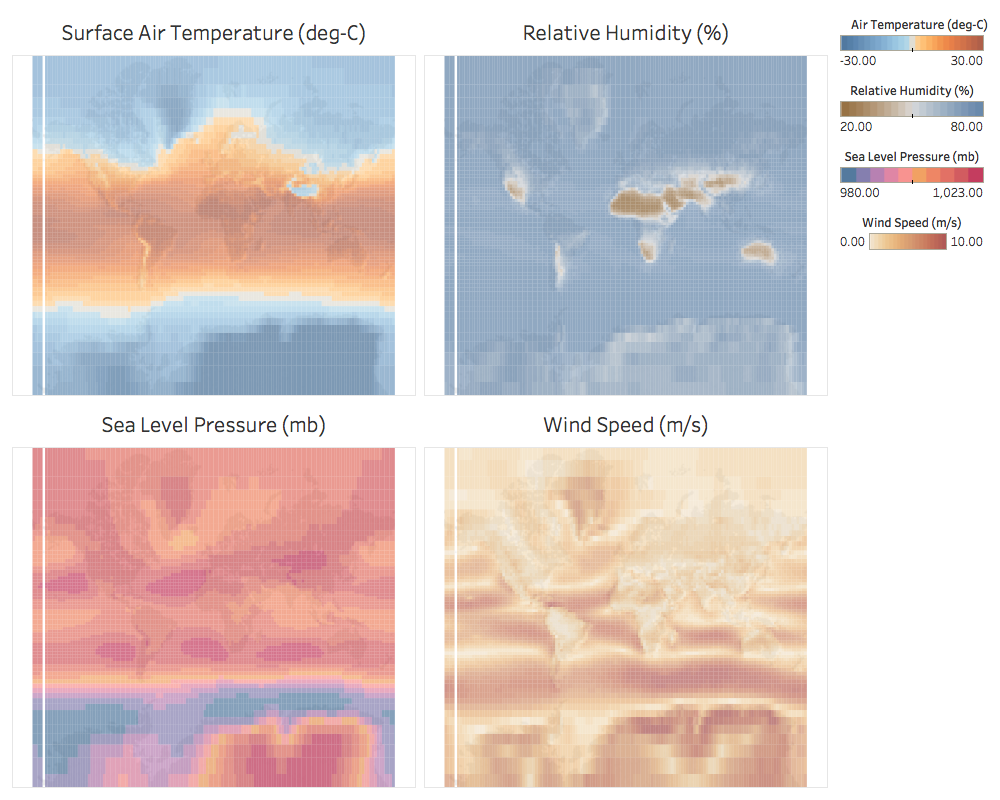 Surface Air Temperature (deg-C)
Relative Humidity (%)
Air Temperature (deg-C)
-30.00 30.00
Relative Humidity (%)
20.00 80.00
Sea Level Pressure (mb)
980.00 1,023.00
Wind Speed (m/s)
0.00 10.00
Sea Level Pressure (mb)
Wind Speed (m/s)